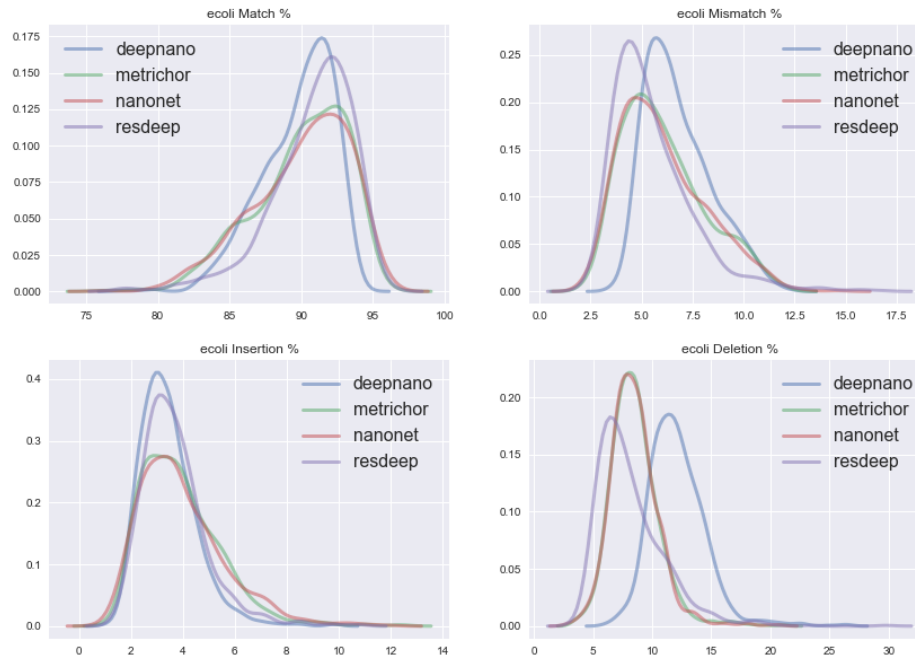 ecoli Match %
deepnano
metrichor
nanonet
resdeep
0.175
0.150
0.125
0.100
0.075
0.050
0.025
0.000
75 80 85 90 95 100
ecoli Mismatch %
deepnano
metrichor
nanonet
resdeep
0.25
0.20
0.15
0.10
0.05
0.00
0.0 2.5 5.0 7.5 10.0 12.5 15.0 17.5
ecoli Insertion %
deepnano
metrichor
nanonet
resdeep
0.4
0.3
0.2
0.1
0.0
0 2 4 6 8 10 12 14
ecoli Deletion %
deepnano
metrichor
nanonet
resdeep
0.20
0.15
0.10
0.05
0.00
0 5 10 15 20 25 30